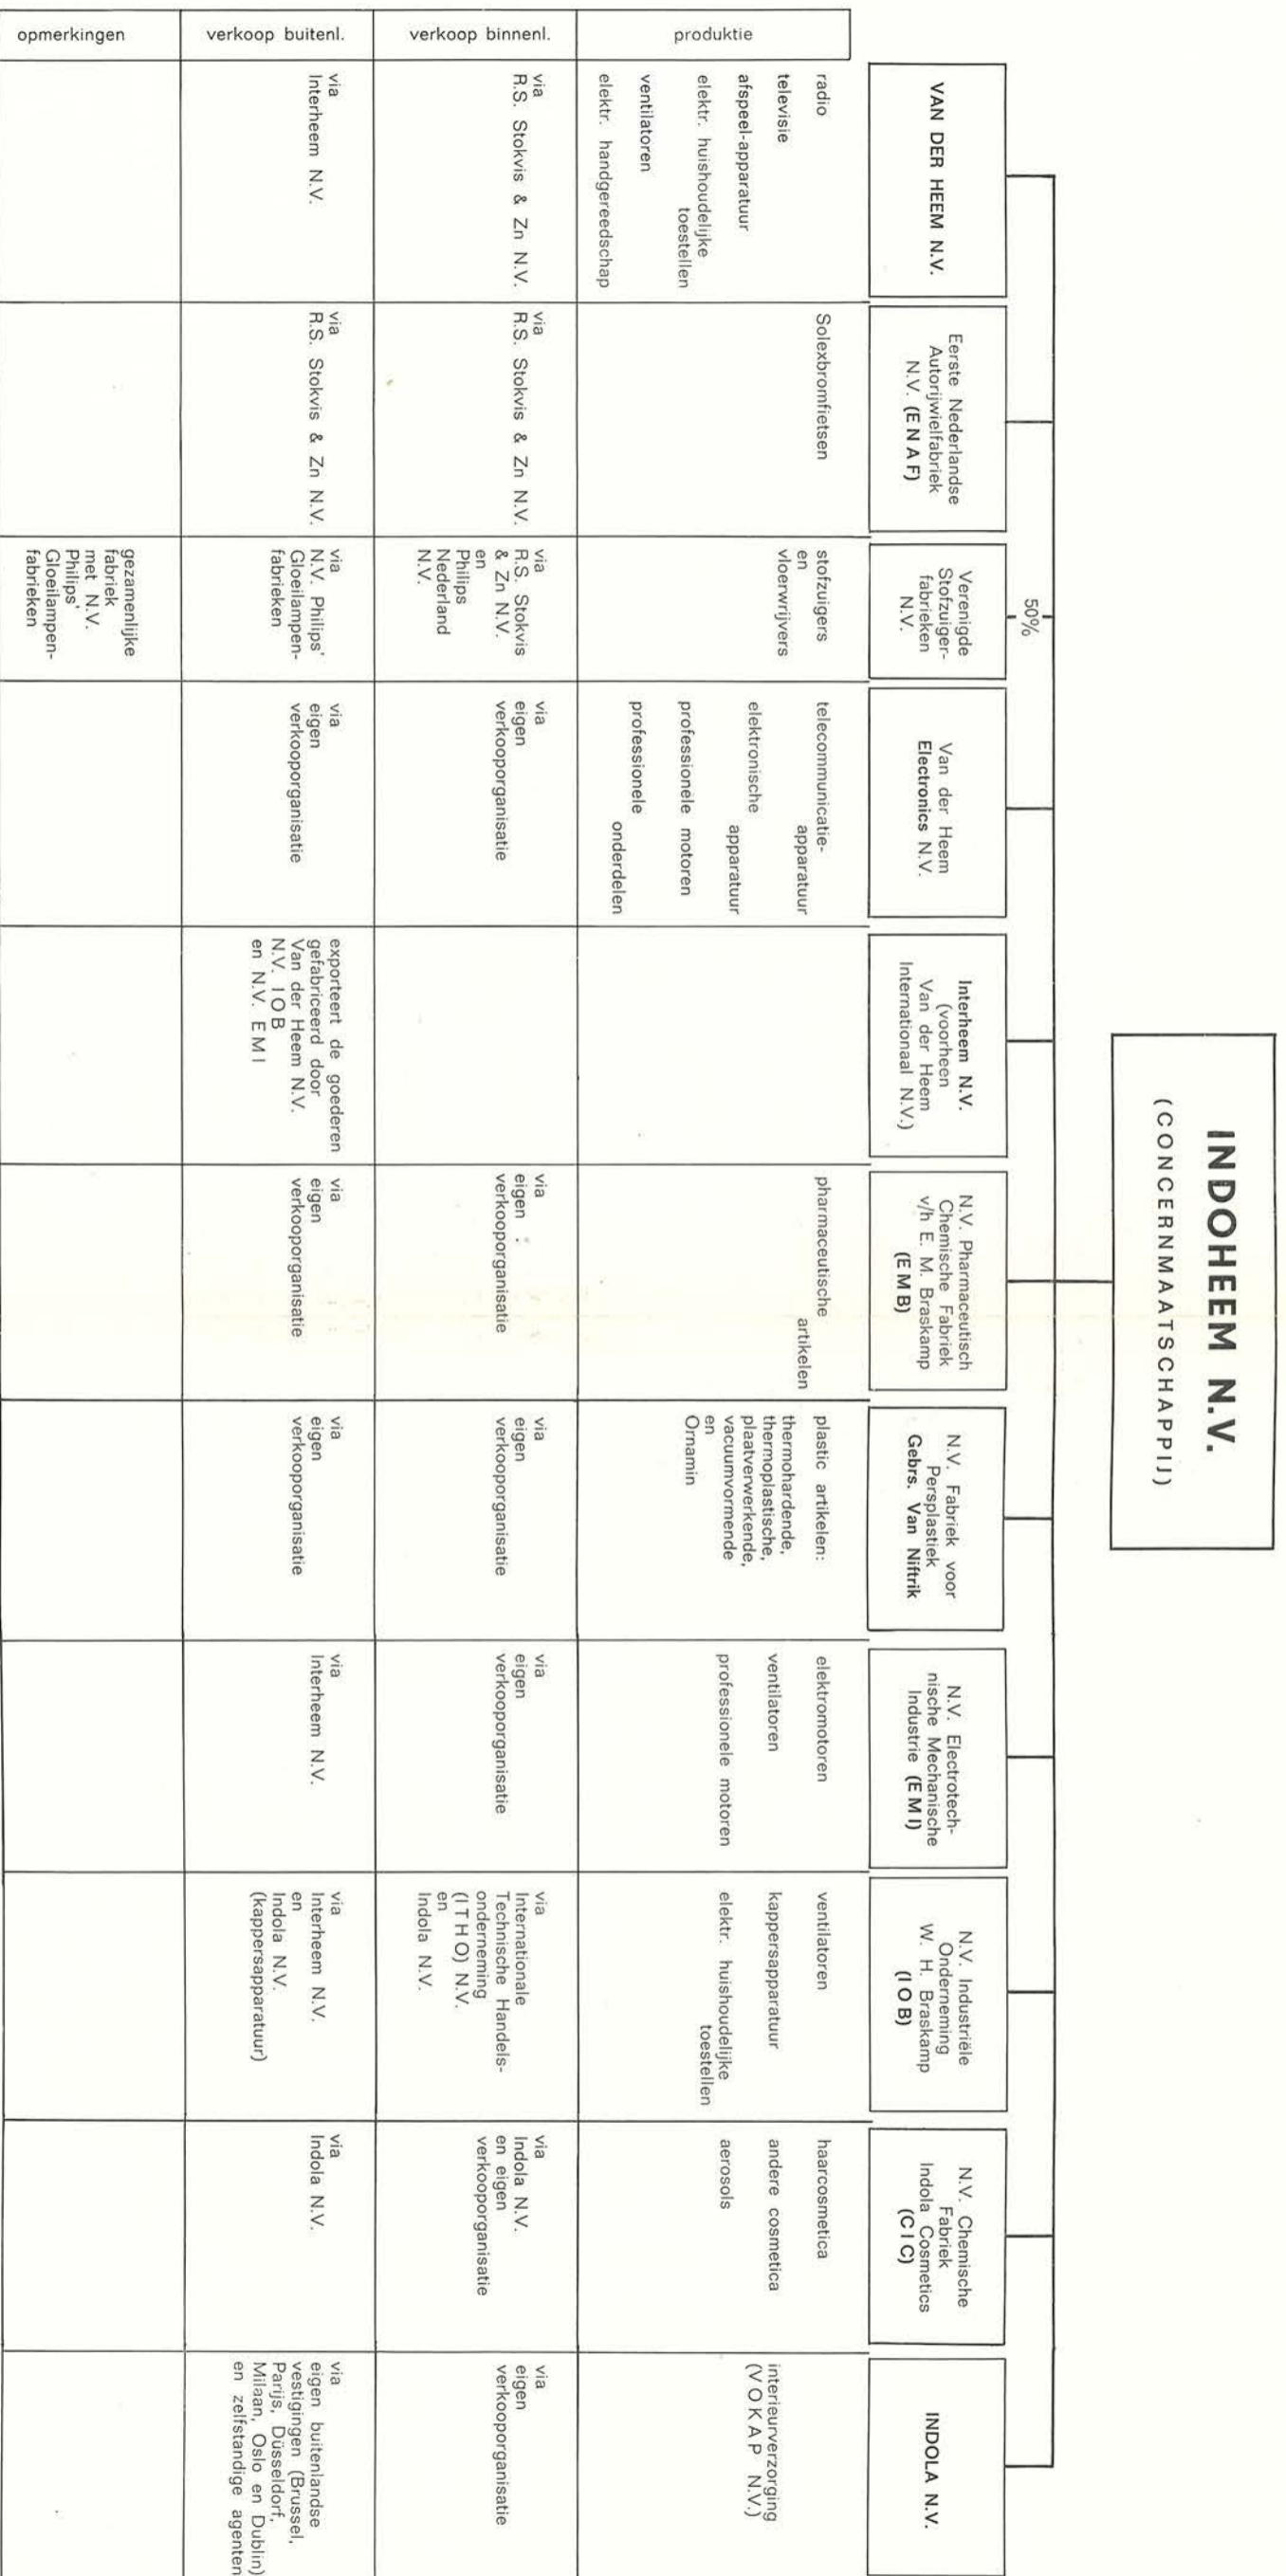 INDOHEEM N.V.
(CONCERNMAATSCHAPPIJ)
50%
VAN DER HEEM N.V.
Eerste Nederlandse
Autorijwielfabriek
N.V. (E N A F)
Verenigde
Stofzuiger-
fabrieken
N.V.
Van der Heem
Electronics N.V.
Interheem N.V.
(voorheen
Van der Heem
Internationaal N.V.)
N.V. Pharmaceutisch
Chemische Fabriek
v/h E. M. Braskamp
(E M B)
N.V. Fabriek voor
Persplastiek
Gebrs. Van Niftrik
N.V. Electrotech-
nische Mechanische
Industrie (E M I)
N.V. Industriële
Onderneming
W. H. Braskamp
(I O B)
N.V. Chemische
Fabriek
Indola Cosmetics
(C I C)
INDOLA N.V.
produktie
radio
televisie
afspeel-apparatuur
elektr. huishoudelijke
toestellen
ventilatoren
elektr. handgereedschap
Solexbromfietsen
stofzuigers
en
vloerwrijvers
telecommunicatie-
apparatuur
elektronische
apparatuur
professionele motoren
professionele
onderdelen
pharmaceutische
artikelen
plastic artikelen:
thermohardende,
thermoplastische,
plaatverwerkende,
vacuumvormende
en
Ornamin
elektromotoren
ventilatoren
professionele motoren
ventilatoren
kappersapparatuur
elektr. huishoudelijke
toestellen
haarcosmetica
andere cosmetica
aerosols
interieurverzorging
(V O K A P N.V.)
verkoop binnenl.
via
R.S. Stokvis & Zn N.V.
via
R.S. Stokvis & Zn N.V.
via
R.S. Stokvis
& Zn N.V.
en
Philips
Nederland
N.V.
via
eigen
verkooporganisatie
via
eigen
verkooporganisatie
via
eigen
verkooporganisatie
via
eigen
verkooporganisatie
via
Internationale
Technische Handels-
onderneming
(I T H O) N.V.
en
Indola N.V.
via
Indola N.V.
en eigen
verkooporganisatie
via
eigen
verkooporganisatie
verkoop buitenl.
via
Interheem N.V.
via
R.S. Stokvis & Zn N.V.
via
N.V. Philips'
Gloeilampen-
fabrieken
via
eigen
verkooporganisatie
exporteert de goederen
gefabriceerd door
Van der Heem N.V.
N.V. I O B
en N.V. E M I
via
eigen
verkooporganisatie
via
eigen
verkooporganisatie
via
Interheem N.V.
via
Interheem N.V.
en
Indola N.V.
(kappersapparatuur)
via
Indola N.V.
via
eigen buitenlandse
vestigingen (Brussel,
Parijs, Düsseldorf,
Milaan, Oslo en Dublin)
en zelfstandige agenten
opmerkingen
gezamenlijke
fabriek
met N.V.
Philips'
Gloeilampen-
fabrieken